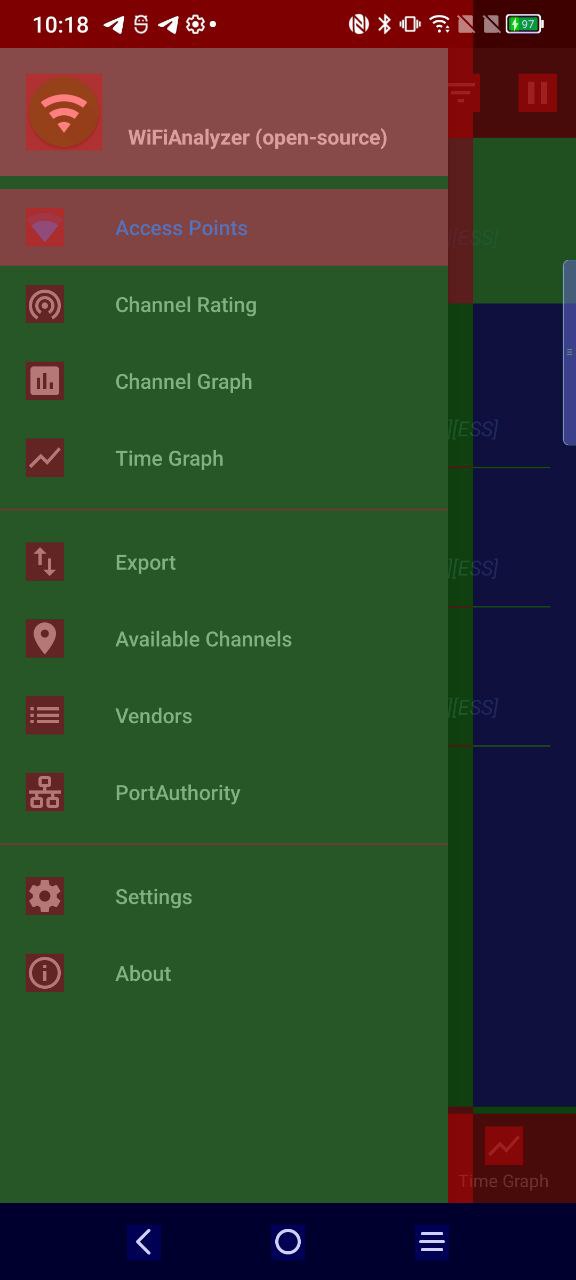 10:18
97
WiFiAnalyzer (open-source)
Access Points
[ESS]
Channel Rating
Channel Graph
][ESS]
Time Graph
Export
][ESS]
Available Channels
Vendors
][ESS]
PortAuthority
Settings
About
Time Graph